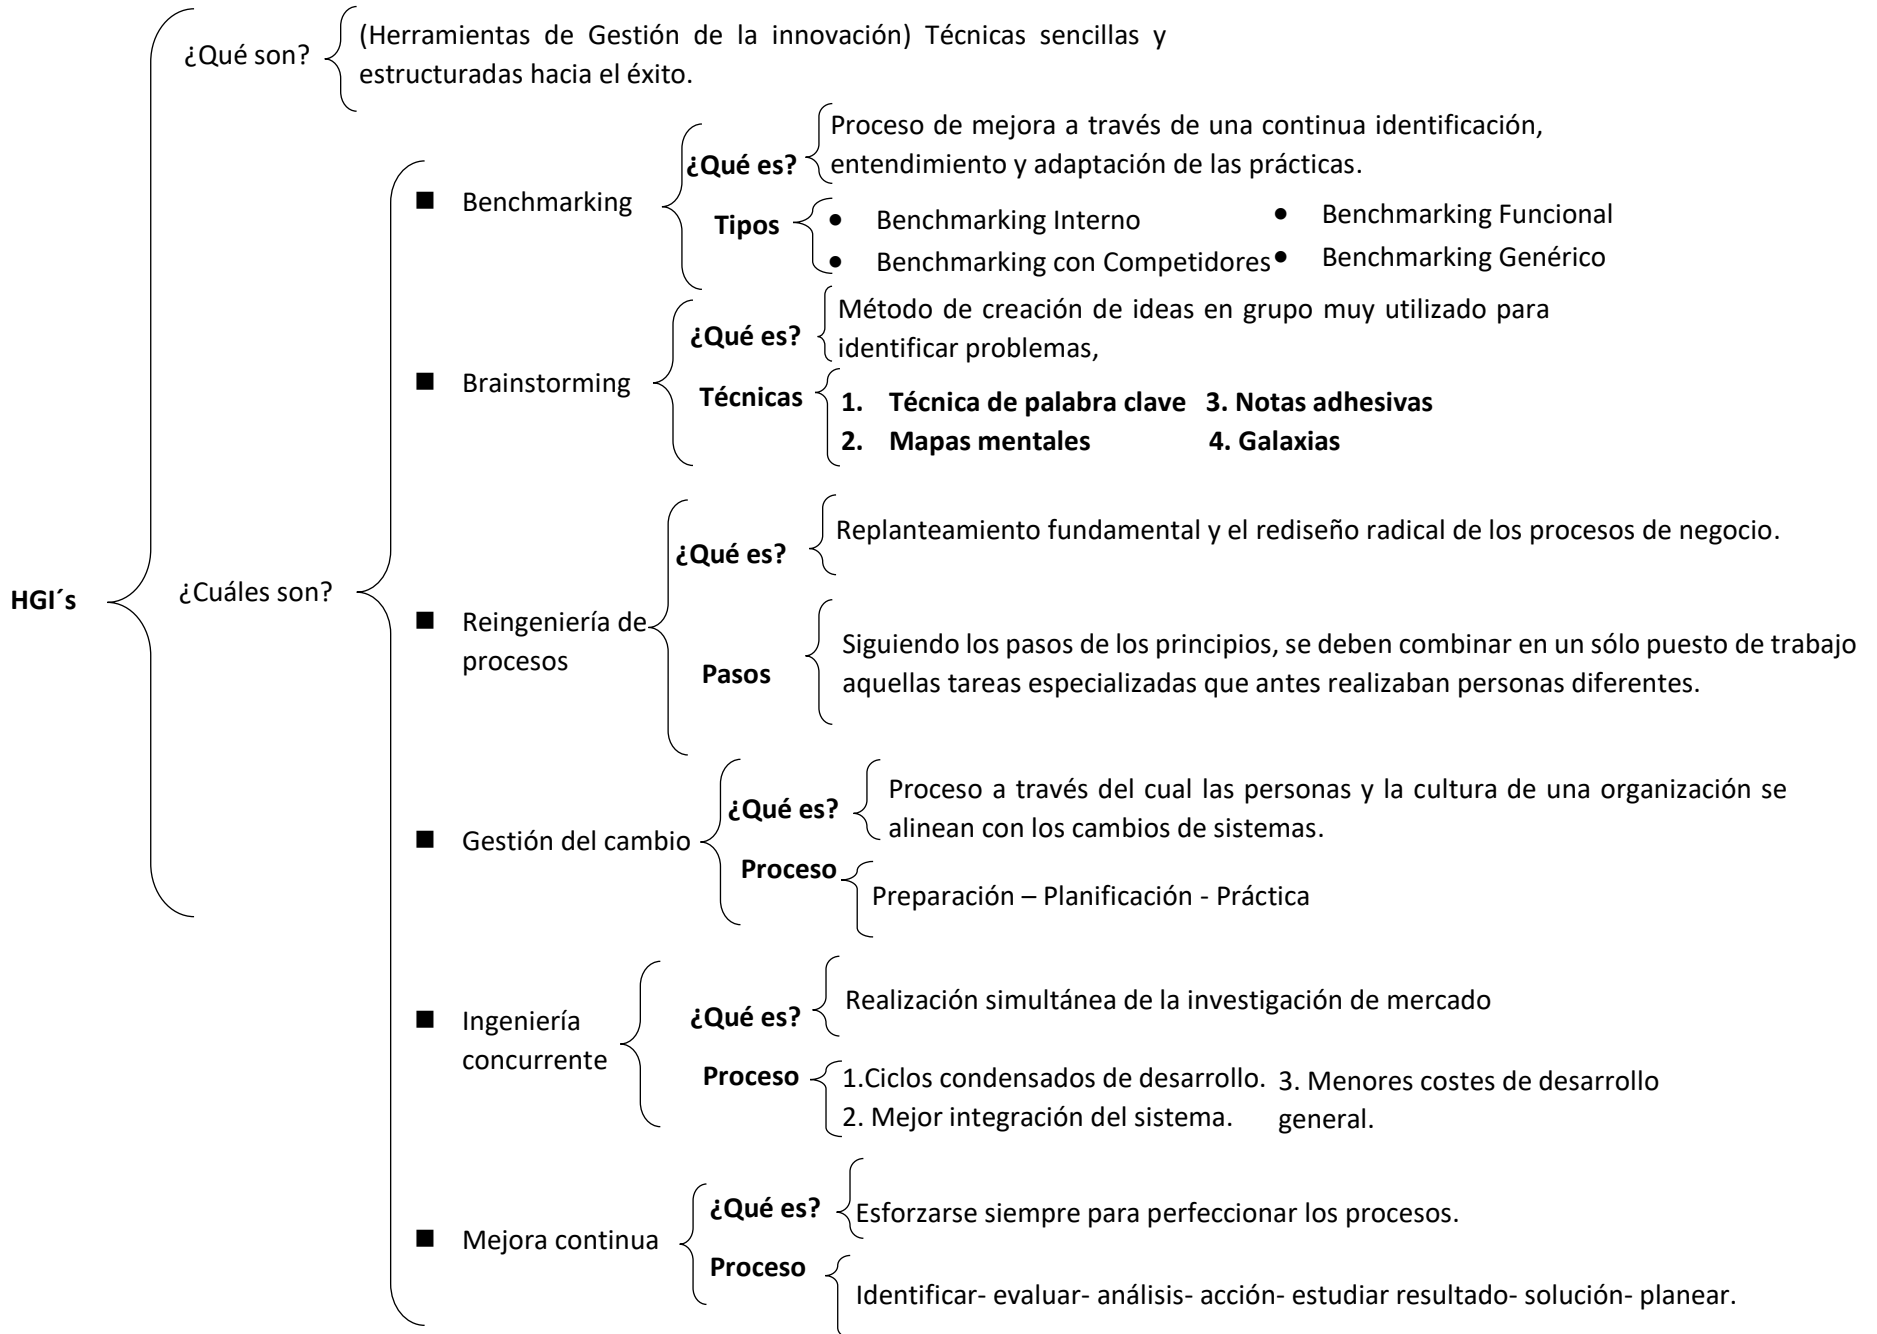 HGI´s
¿Qué son?
(Herramientas de Gestión de la innovación) Técnicas sencillas y
estructuradas hacia el éxito.
¿Cuáles son?
■ Benchmarking
¿Qué es?
Proceso de mejora a través de una continua identificación,
entendimiento y adaptación de las prácticas.
Tipos
• Benchmarking Interno
• Benchmarking con Competidores
• Benchmarking Funcional
• Benchmarking Genérico
■ Brainstorming
¿Qué es?
Método de creación de ideas en grupo muy utilizado para
identificar problemas,
Técnicas
1. Técnica de palabra clave 3. Notas adhesivas
2. Mapas mentales 4. Galaxias
■ Reingeniería de
procesos
¿Qué es?
Replanteamiento fundamental y el rediseño radical de los procesos de negocio.
Pasos
Siguiendo los pasos de los principios, se deben combinar en un sólo puesto de trabajo
aquellas tareas especializadas que antes realizaban personas diferentes.
■ Gestión del cambio
¿Qué es?
Proceso a través del cual las personas y la cultura de una organización se
alinean con los cambios de sistemas.
Proceso
Preparación – Planificación - Práctica
■ Ingeniería
concurrente
¿Qué es?
Realización simultánea de la investigación de mercado
Proceso
1.Ciclos condensados de desarrollo.
2. Mejor integración del sistema.
3. Menores costes de desarrollo
general.
■ Mejora continua
¿Qué es?
Esforzarse siempre para perfeccionar los procesos.
Proceso
Identificar- evaluar- análisis- acción- estudiar resultado- solución- planear.